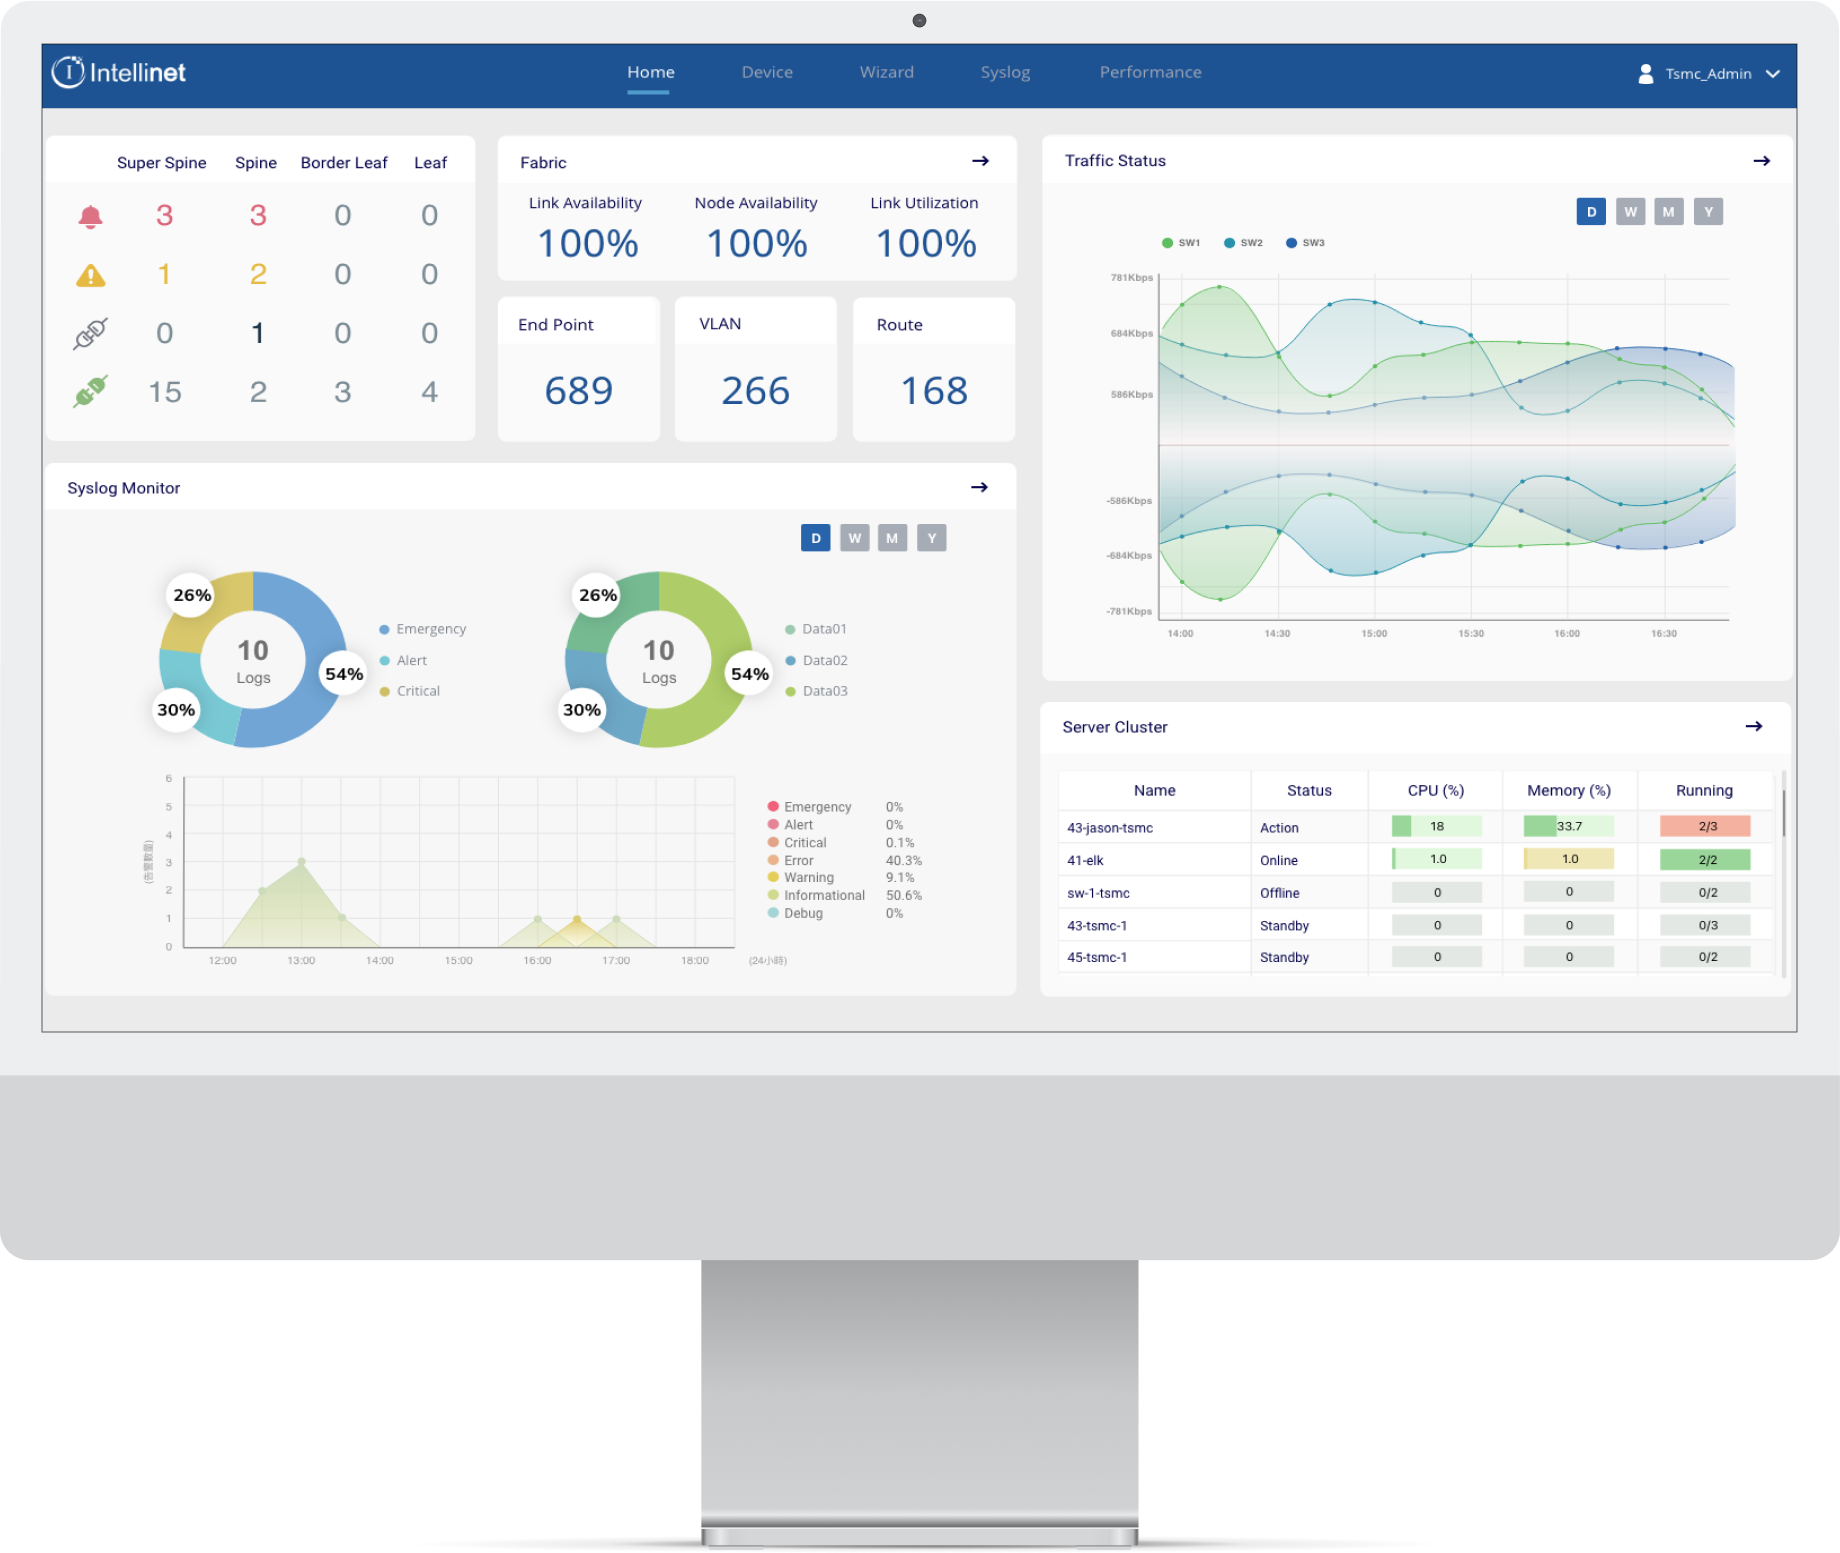 Intellinet
Home Device Wizard Syslog Performance
Tsmc_Admin
Super Spine Spine Border Leaf Leaf
3 3 0 0
1 2 0 0
0 1 0 0
15 2 3 4
Fabric
Link Availability Node Availability Link Utilization
100% 100% 100%
End Point VLAN Route
689 266 168
Traffic Status
D W M Y
SW1 SW2 SW3
781Kbps
684Kbps
586Kbps
-586Kbps
-684Kbps
-781Kbps
14:00 14:30 15:00 15:30 16:00 16:30
Syslog Monitor
D W M Y
26%
54%
30%
10
Logs
Emergency
Alert
Critical
26%
54%
30%
10
Logs
Data01
Data02
Data03
6
5
4
3
2
1
0
(告警數量)
12:00 13:00 14:00 15:00 16:00 17:00 18:00 (24小時)
Emergency 0%
Alert 0%
Critical 0.1%
Error 40.3%
Warning 9.1%
Informational 50.6%
Debug 0%
Server Cluster
Name Status CPU (%) Memory (%) Running
43-jason-tsmc Action 18 33.7 2/3
41-elk Online 1.0 1.0 2/2
sw-1-tsmc Offline 0 0 0/2
43-tsmc-1 Standby 0 0 0/3
45-tsmc-1 Standby 0 0 0/2